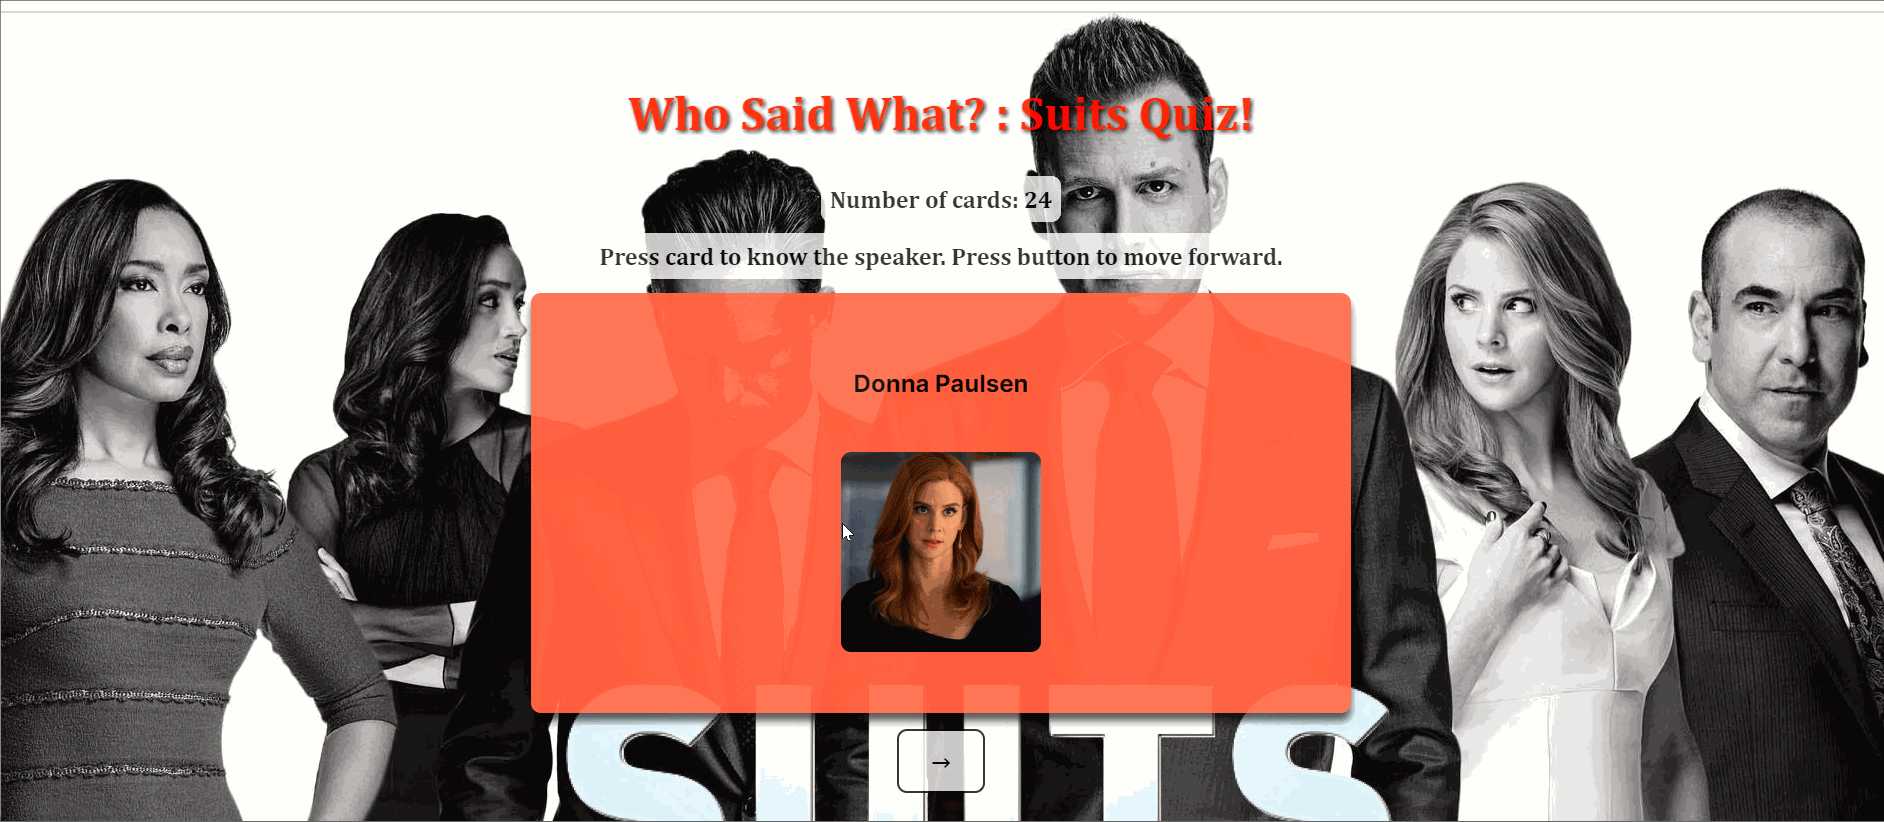 Who Said What? : Suits Quiz!
Number of cards: 24
Press card to know the speaker. Press button to move forward.
Donna Paulsen
→
SUITS